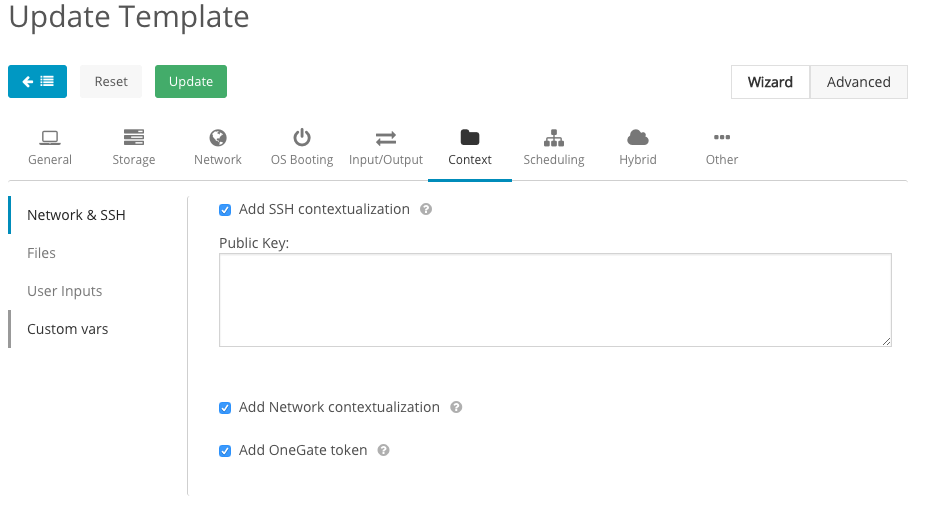 Update Template
Reset
Update
Wizard
Advanced
General
Storage
Network
OS Booting
Input/Output
Context
Scheduling
Hybrid
Other
Network & SSH
Files
User Inputs
Custom vars
Add SSH contextualization
Public Key:
Add Network contextualization
Add OneGate token